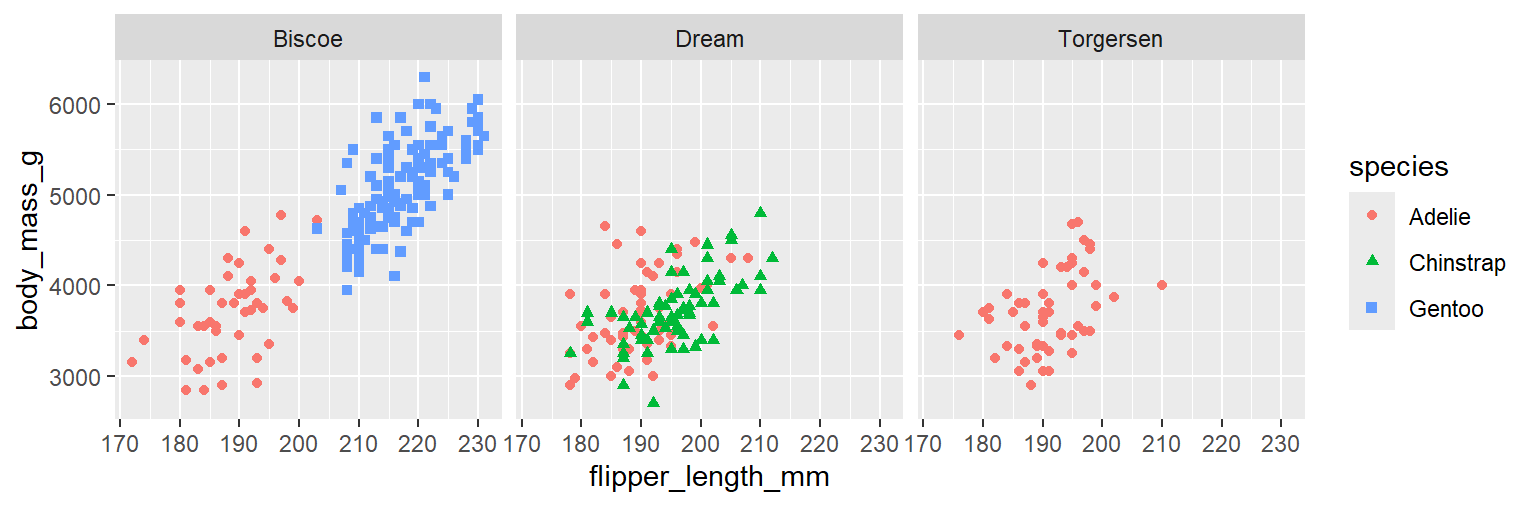 Biscoe Dream Torgersen
6000
5000
4000
3000
body_mass_g
170 180 190 200 210 220 230 170 180 190 200 210 220 230 170 180 190 200 210 220 230
flipper_length_mm
species
Adelie
Chinstrap
Gentoo